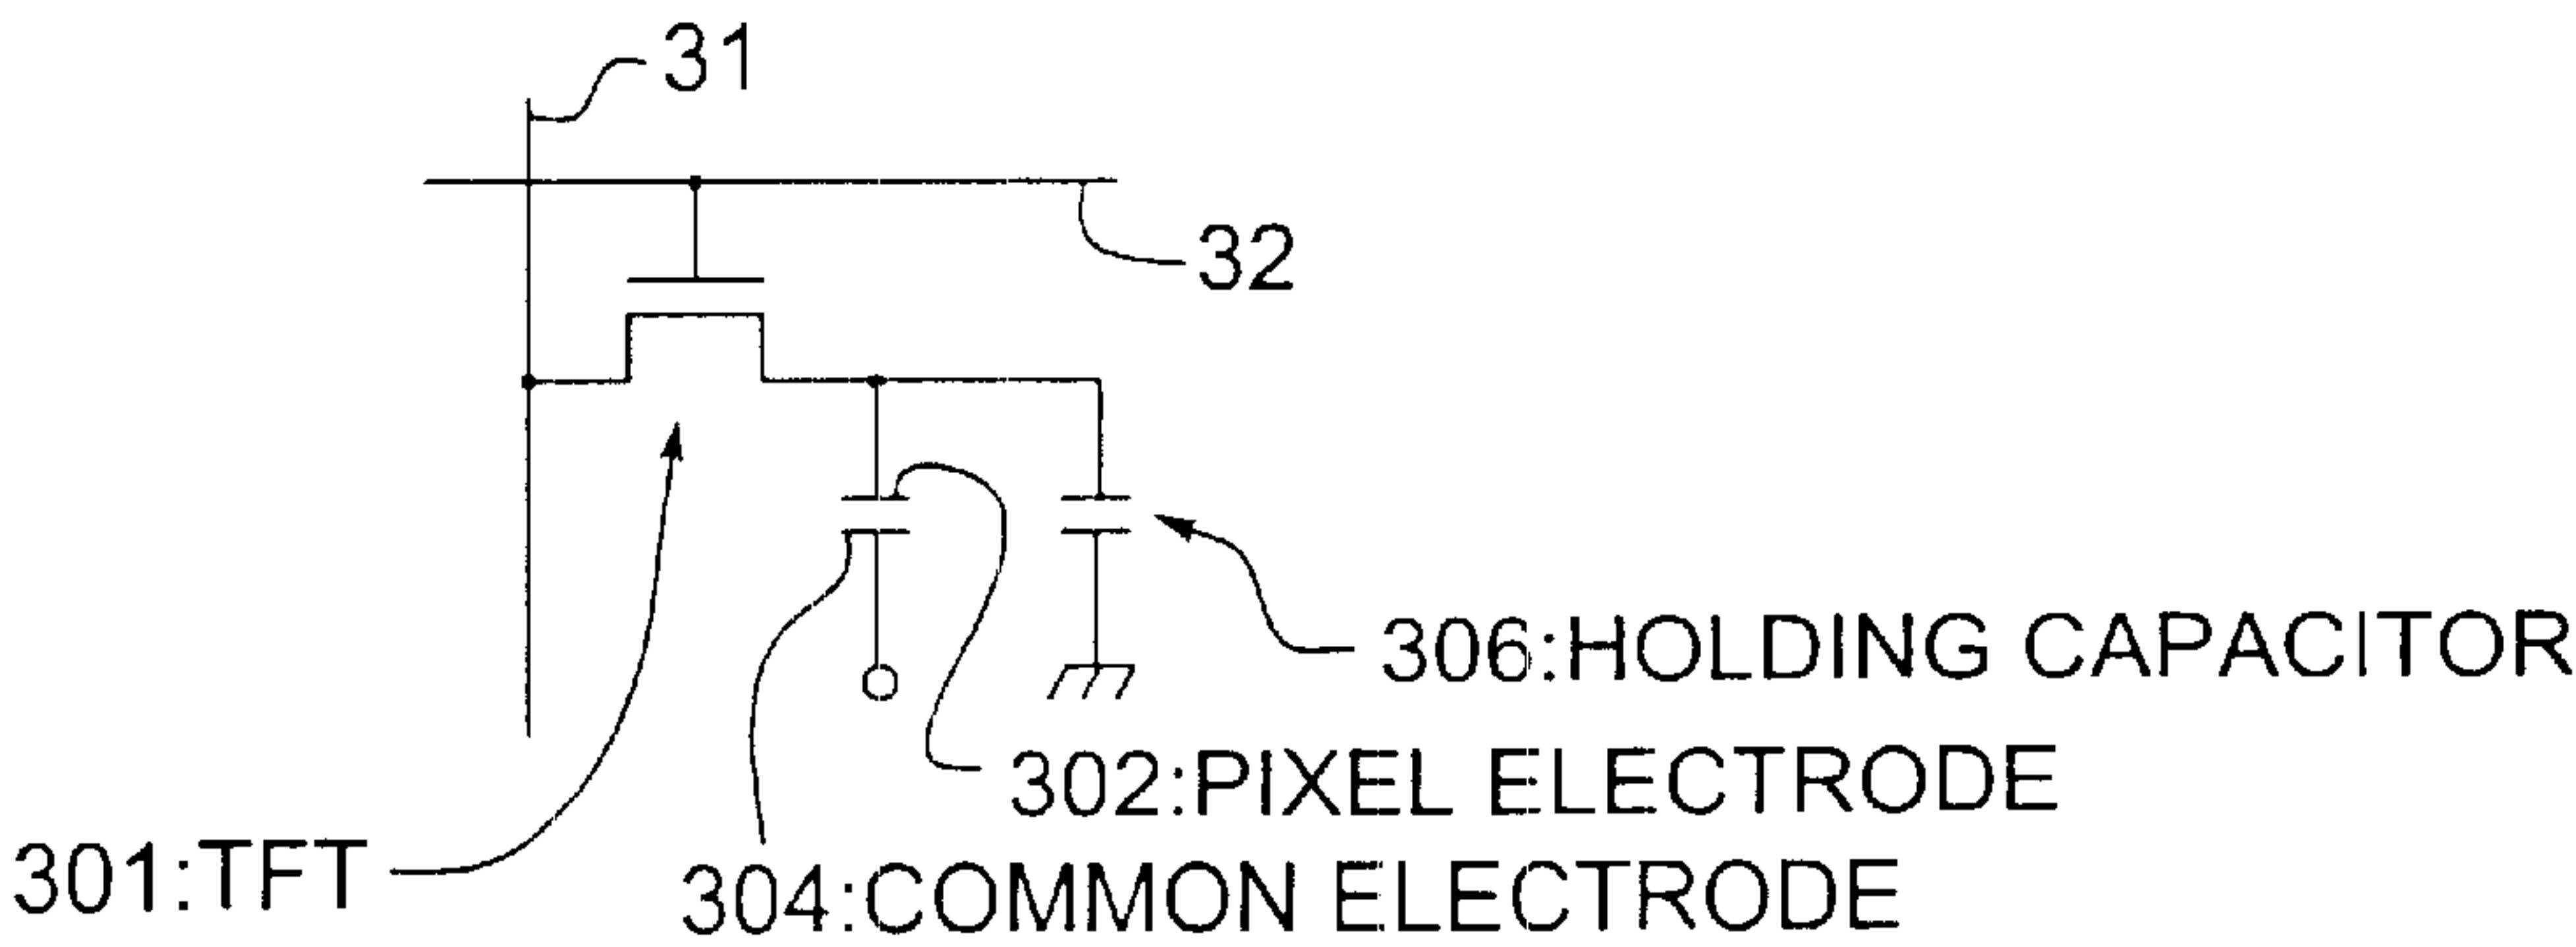 31
32
306:HOLDING CAPACITOR
302:PIXEL ELECTRODE
301:TFT
304:COMMON ELECTRODE